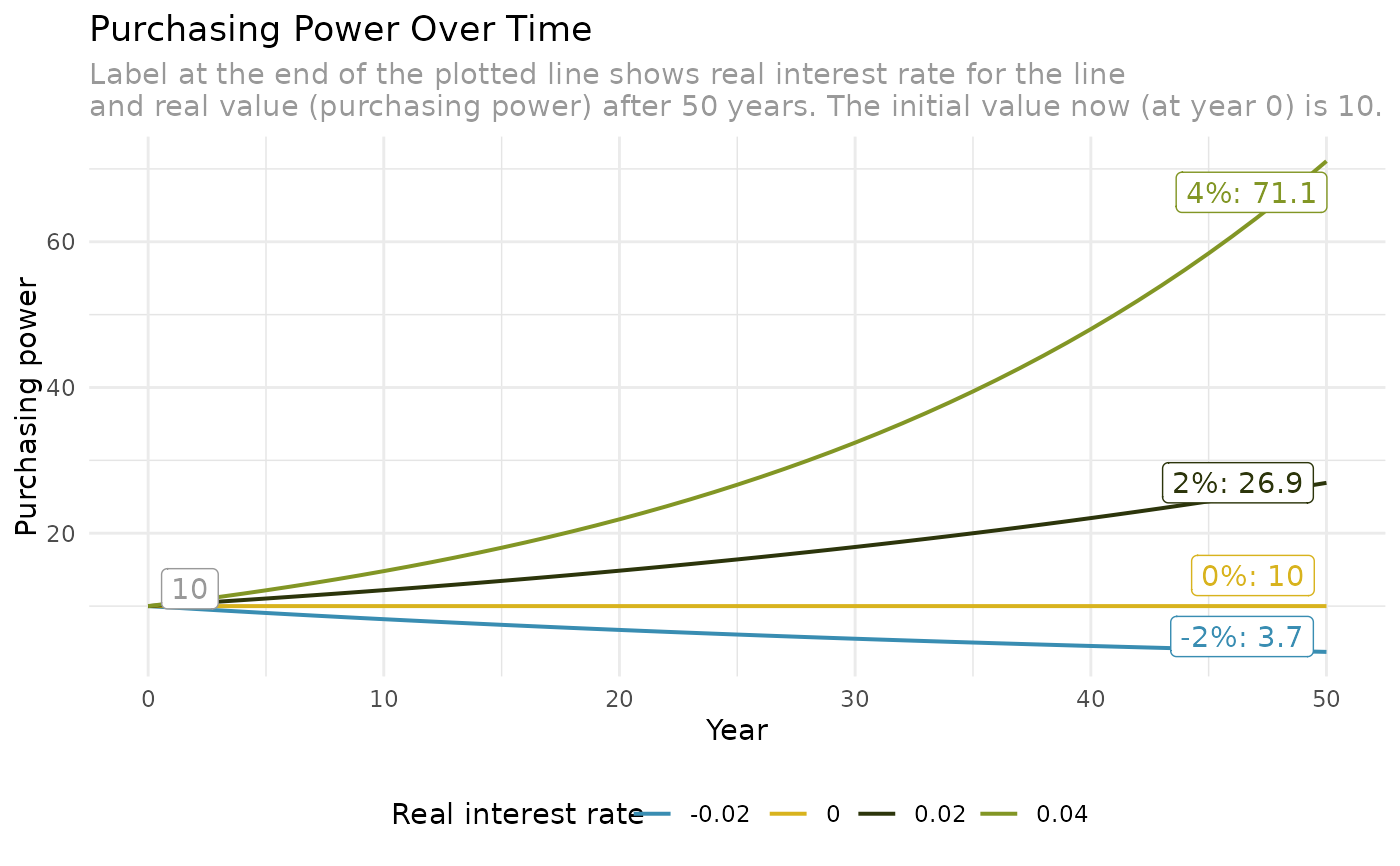 Purchasing Power Over Time
Label at the end of the plotted line shows real interest rate for the line
and real value (purchasing power) after 50 years. The initial value now (at year 0) is 10.
Purchasing power
60
40
20
4%: 71.1
2%: 26.9
0%: 10
-2%: 3.7
10
0 10 20 30 40 50
Year
Real interest rate -0.02 0 0.02 0.04